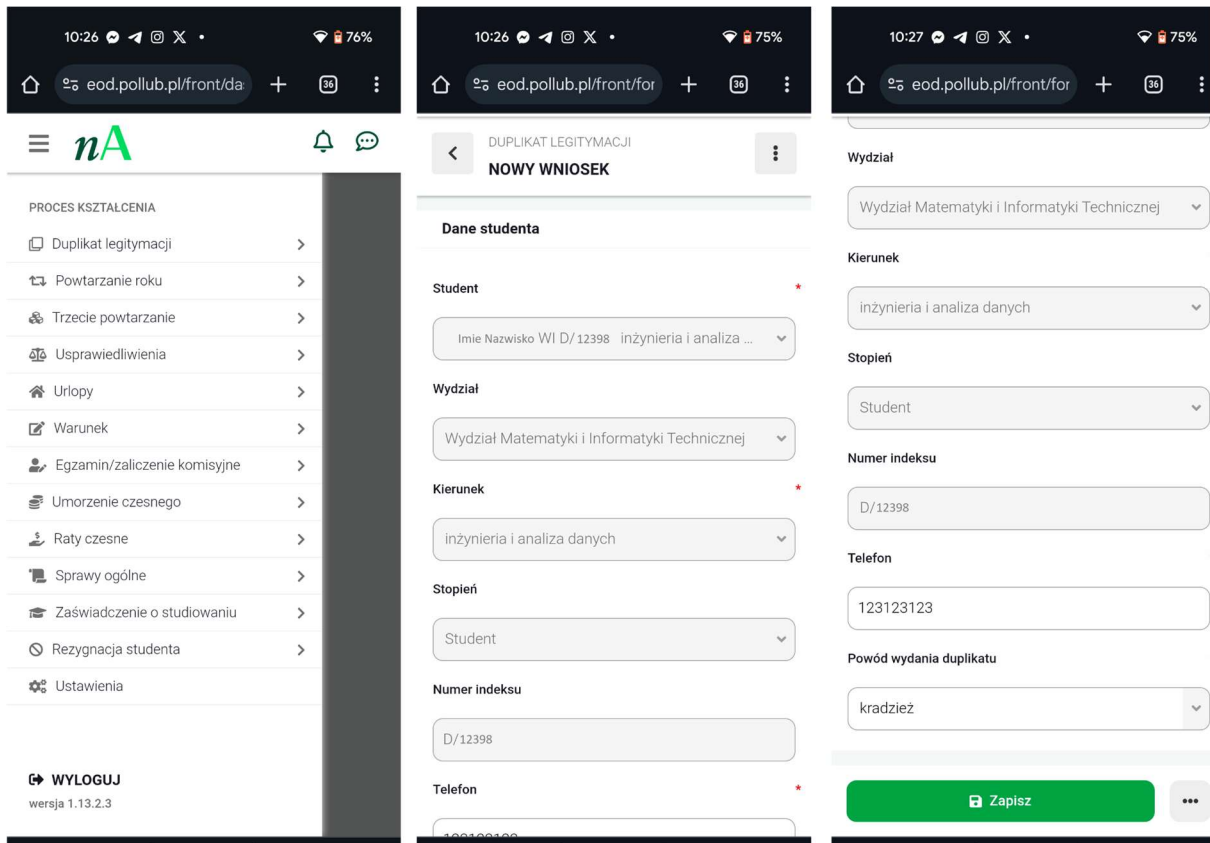 10:26 76%
eod.pollub.pl/front/da 36
nA
PROCES KSZTAŁCENIA
Duplikat legitymacji
Powtarzanie roku
Trzecie powtarzanie
Usprawiedliwienia
Urlopy
Warunek
Egzamin/zaliczenie komisyjne
Umorzenie czesnego
Raty czesne
Sprawy ogólne
Zaświadczenie o studiowaniu
Rezygnacja studenta
Ustawienia
WYLOGUJ
wersja 1.13.2.3
10:26 75%
eod.pollub.pl/front/for 36
DUPLIKAT LEGITYMACJI
NOWY WNIOSEK
Dane studenta
Student *
Imie Nazwisko WI D/12398 inżynieria i analiza ...
Wydział
Wydział Matematyki i Informatyki Technicznej
Kierunek *
inżynieria i analiza danych
Stopień
Student
Numer indeksu
D/12398
Telefon *
10:27 75%
eod.pollub.pl/front/for 36
Wydział
Wydział Matematyki i Informatyki Technicznej
Kierunek
inżynieria i analiza danych
Stopień
Student
Numer indeksu
D/12398
Telefon
123123123
Powód wydania duplikatu
kradzież
Zapisz